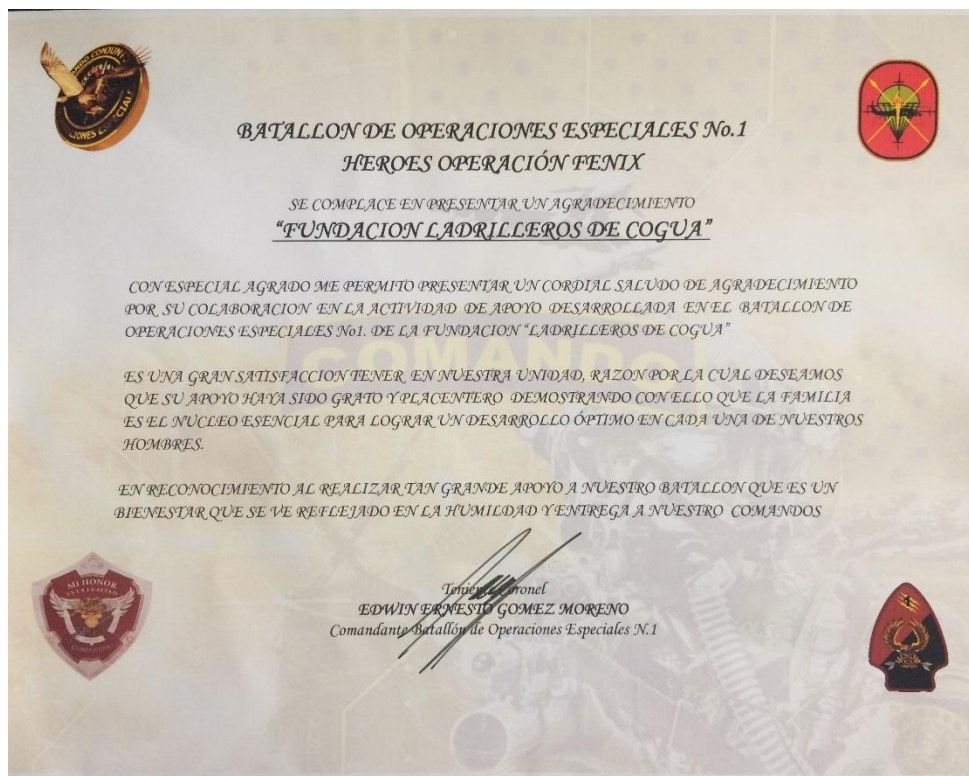 BATALLON DE OPERACIONES ESPECIALES No.1
HEROES OPERACIÓN FENIX
SE COMPLACE EN PRESENTAR UN AGRADECIMIENTO
"FUNDACION LADRILLEROS DE COGUA"
CON ESPECIAL AGRADO ME PERMITO PRESENTAR UN CORDIAL SALUDO DE AGRADECIMIENTO
POR SU COLABORACION EN LA ACTIVIDAD DE APOYO DESARROLLADA EN EL BATALLON DE
OPERACIONES ESPECIALES No1. DE LA FUNDACION "LADRILLEROS DE COGUA"
COMANDO
ES UNA GRAN SATISFACCION TENER EN NUESTRA UNIDAD, RAZON POR LA CUAL DESEAMOS
QUE SU APOYO HAYA SIDO GRATO Y PLACENTERO DEMOSTRANDO CON ELLO QUE LA FAMILIA
ES EL NUCLEO ESENCIAL PARA LOGRAR UN DESARROLLO ÓPTIMO EN CADA UNA DE NUESTROS
HOMBRES.
EN RECONOCIMIENTO AL REALIZAR TAN GRANDE APOYO A NUESTRO BATALLON QUE ES UN
BIENESTAR QUE SE VE REFLEJADO EN LA HUMILDAD Y ENTREGA A NUESTRO COMANDOS
MI HONOR
ES LA LEALTAD
COMANDO
Teniente Coronel
EDWIN ERNESTO GOMEZ MORENO
Comandante Batallón de Operaciones Especiales N.1
1